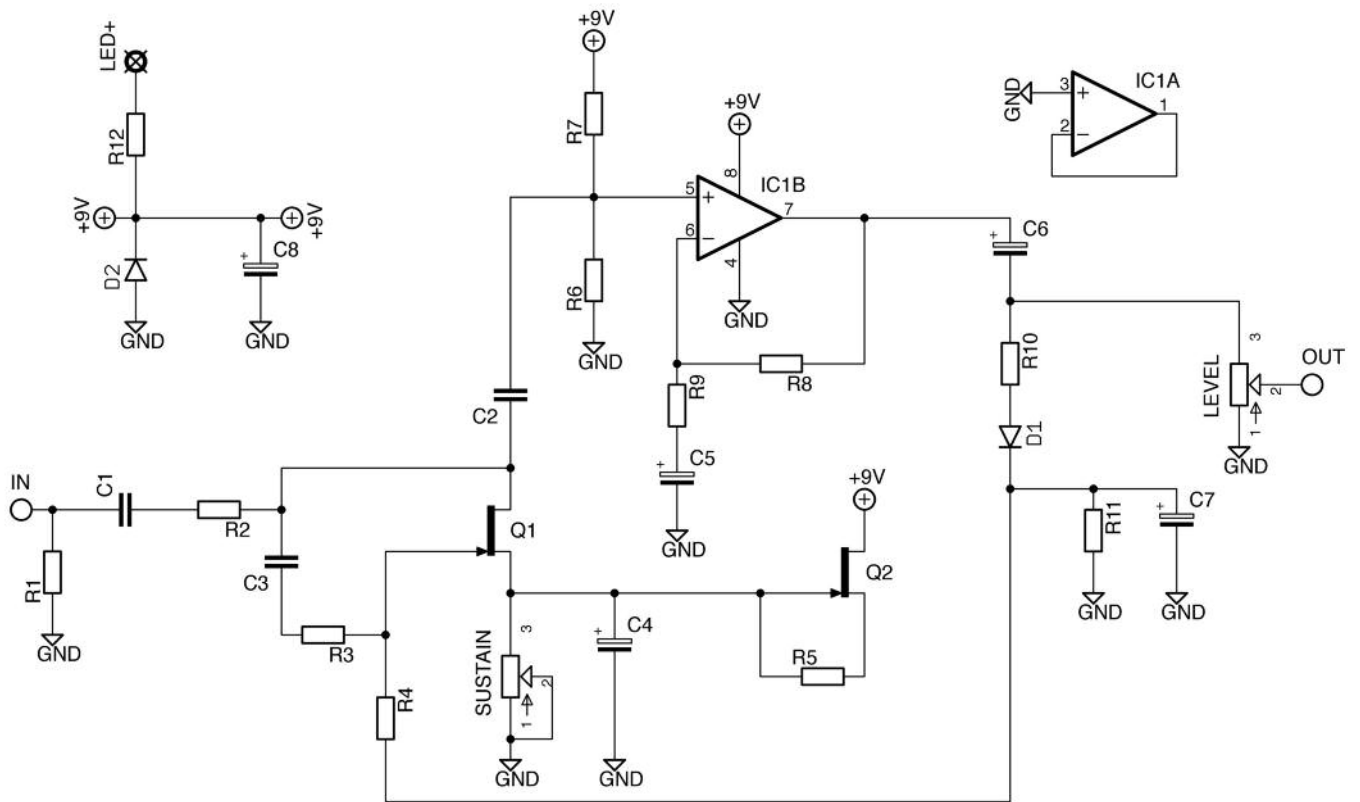 LED+
R12
+9V
+9V
D2
C8
GND
GND
+9V
R7
R6
GND
+9V
5
+
6
−
8
IC1B
7
4
GND
GND
3
+
2
−
IC1A
1
C6
R8
R9
C5
GND
R10
D1
3
LEVEL
1
2
GND
OUT
IN
C1
R2
R1
GND
C2
C3
R3
R4
Q1
SUSTAIN
3
2
1
GND
C4
GND
+9V
Q2
R5
R11
GND
C7
GND
+
+
+
+
+